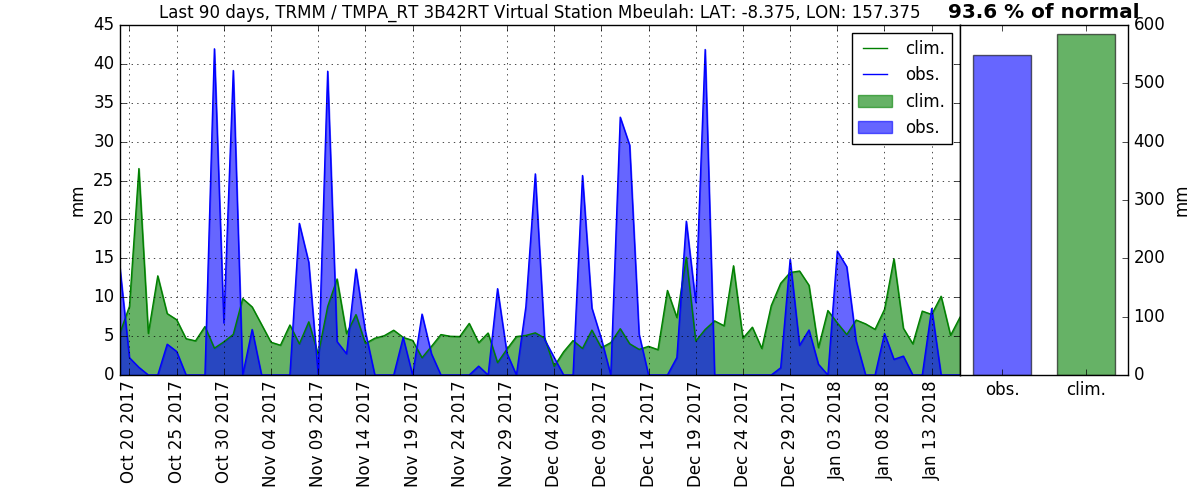 Last 90 days, TRMM / TMPA_RT 3B42RT Virtual Station Mbeulah: LAT: -8.375, LON: 157.375
93.6 % of normal
mm
45
40
35
30
25
20
15
10
5
0
clim.
obs.
clim.
obs.
Oct 20 2017
Oct 25 2017
Oct 30 2017
Nov 04 2017
Nov 09 2017
Nov 14 2017
Nov 19 2017
Nov 24 2017
Nov 29 2017
Dec 04 2017
Dec 09 2017
Dec 14 2017
Dec 19 2017
Dec 24 2017
Dec 29 2017
Jan 03 2018
Jan 08 2018
Jan 13 2018
600
500
400
300
200
100
0
mm
obs.
clim.